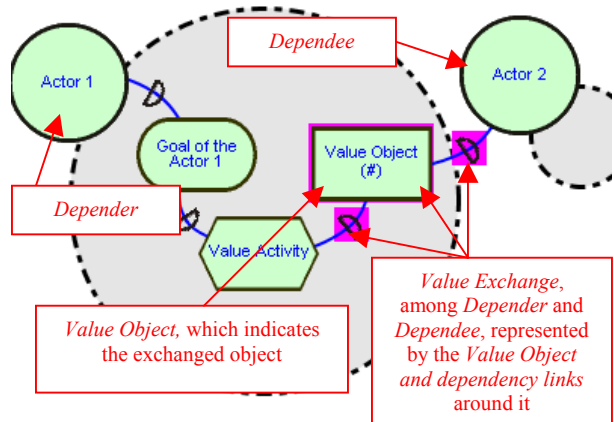 Dependee
Actor 1
Actor 2
Goal of the
Actor 1
Value Object
(#)
Depender
Value Activity
Value Object, which indicates
the exchanged object
Value Exchange,
among Depender and
Dependee, represented
by the Value Object
and dependency links
around it